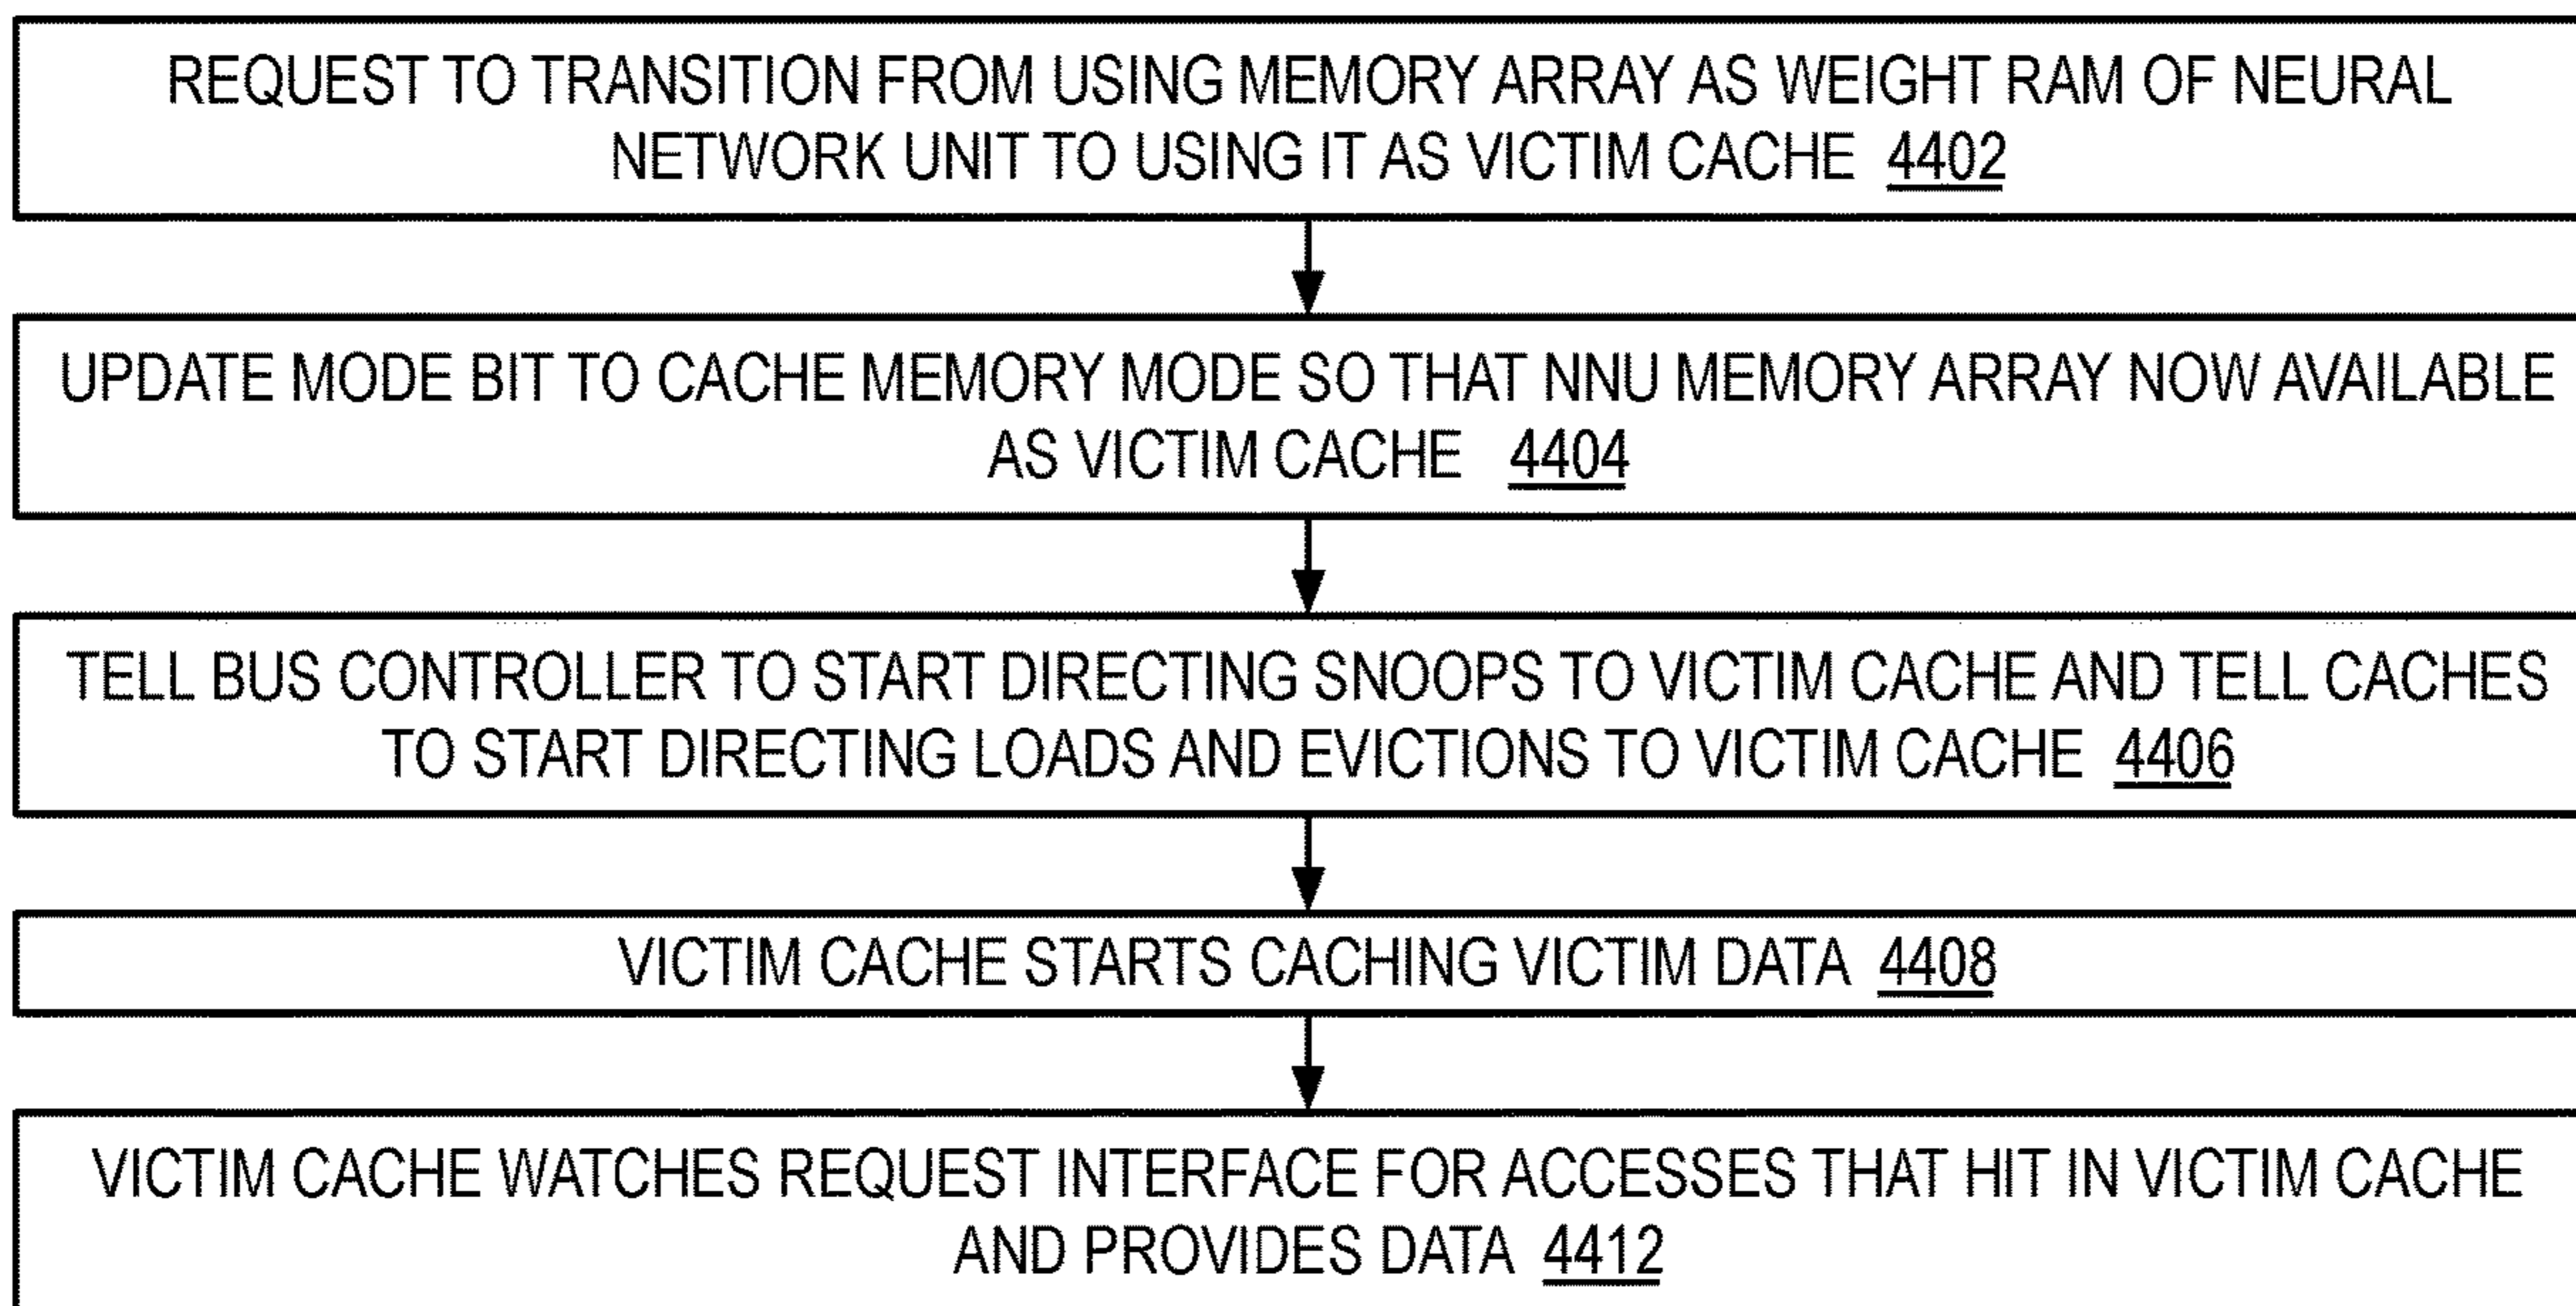 REQUEST TO TRANSITION FROM USING MEMORY ARRAY AS WEIGHT RAM OF NEURAL
NETWORK UNIT TO USING IT AS VICTIM CACHE 4402
UPDATE MODE BIT TO CACHE MEMORY MODE SO THAT NNU MEMORY ARRAY NOW AVAILABLE
AS VICTIM CACHE 4404
TELL BUS CONTROLLER TO START DIRECTING SNOOPS TO VICTIM CACHE AND TELL CACHES
TO START DIRECTING LOADS AND EVICTIONS TO VICTIM CACHE 4406
VICTIM CACHE STARTS CACHING VICTIM DATA 4408
VICTIM CACHE WATCHES REQUEST INTERFACE FOR ACCESSES THAT HIT IN VICTIM CACHE
AND PROVIDES DATA 4412